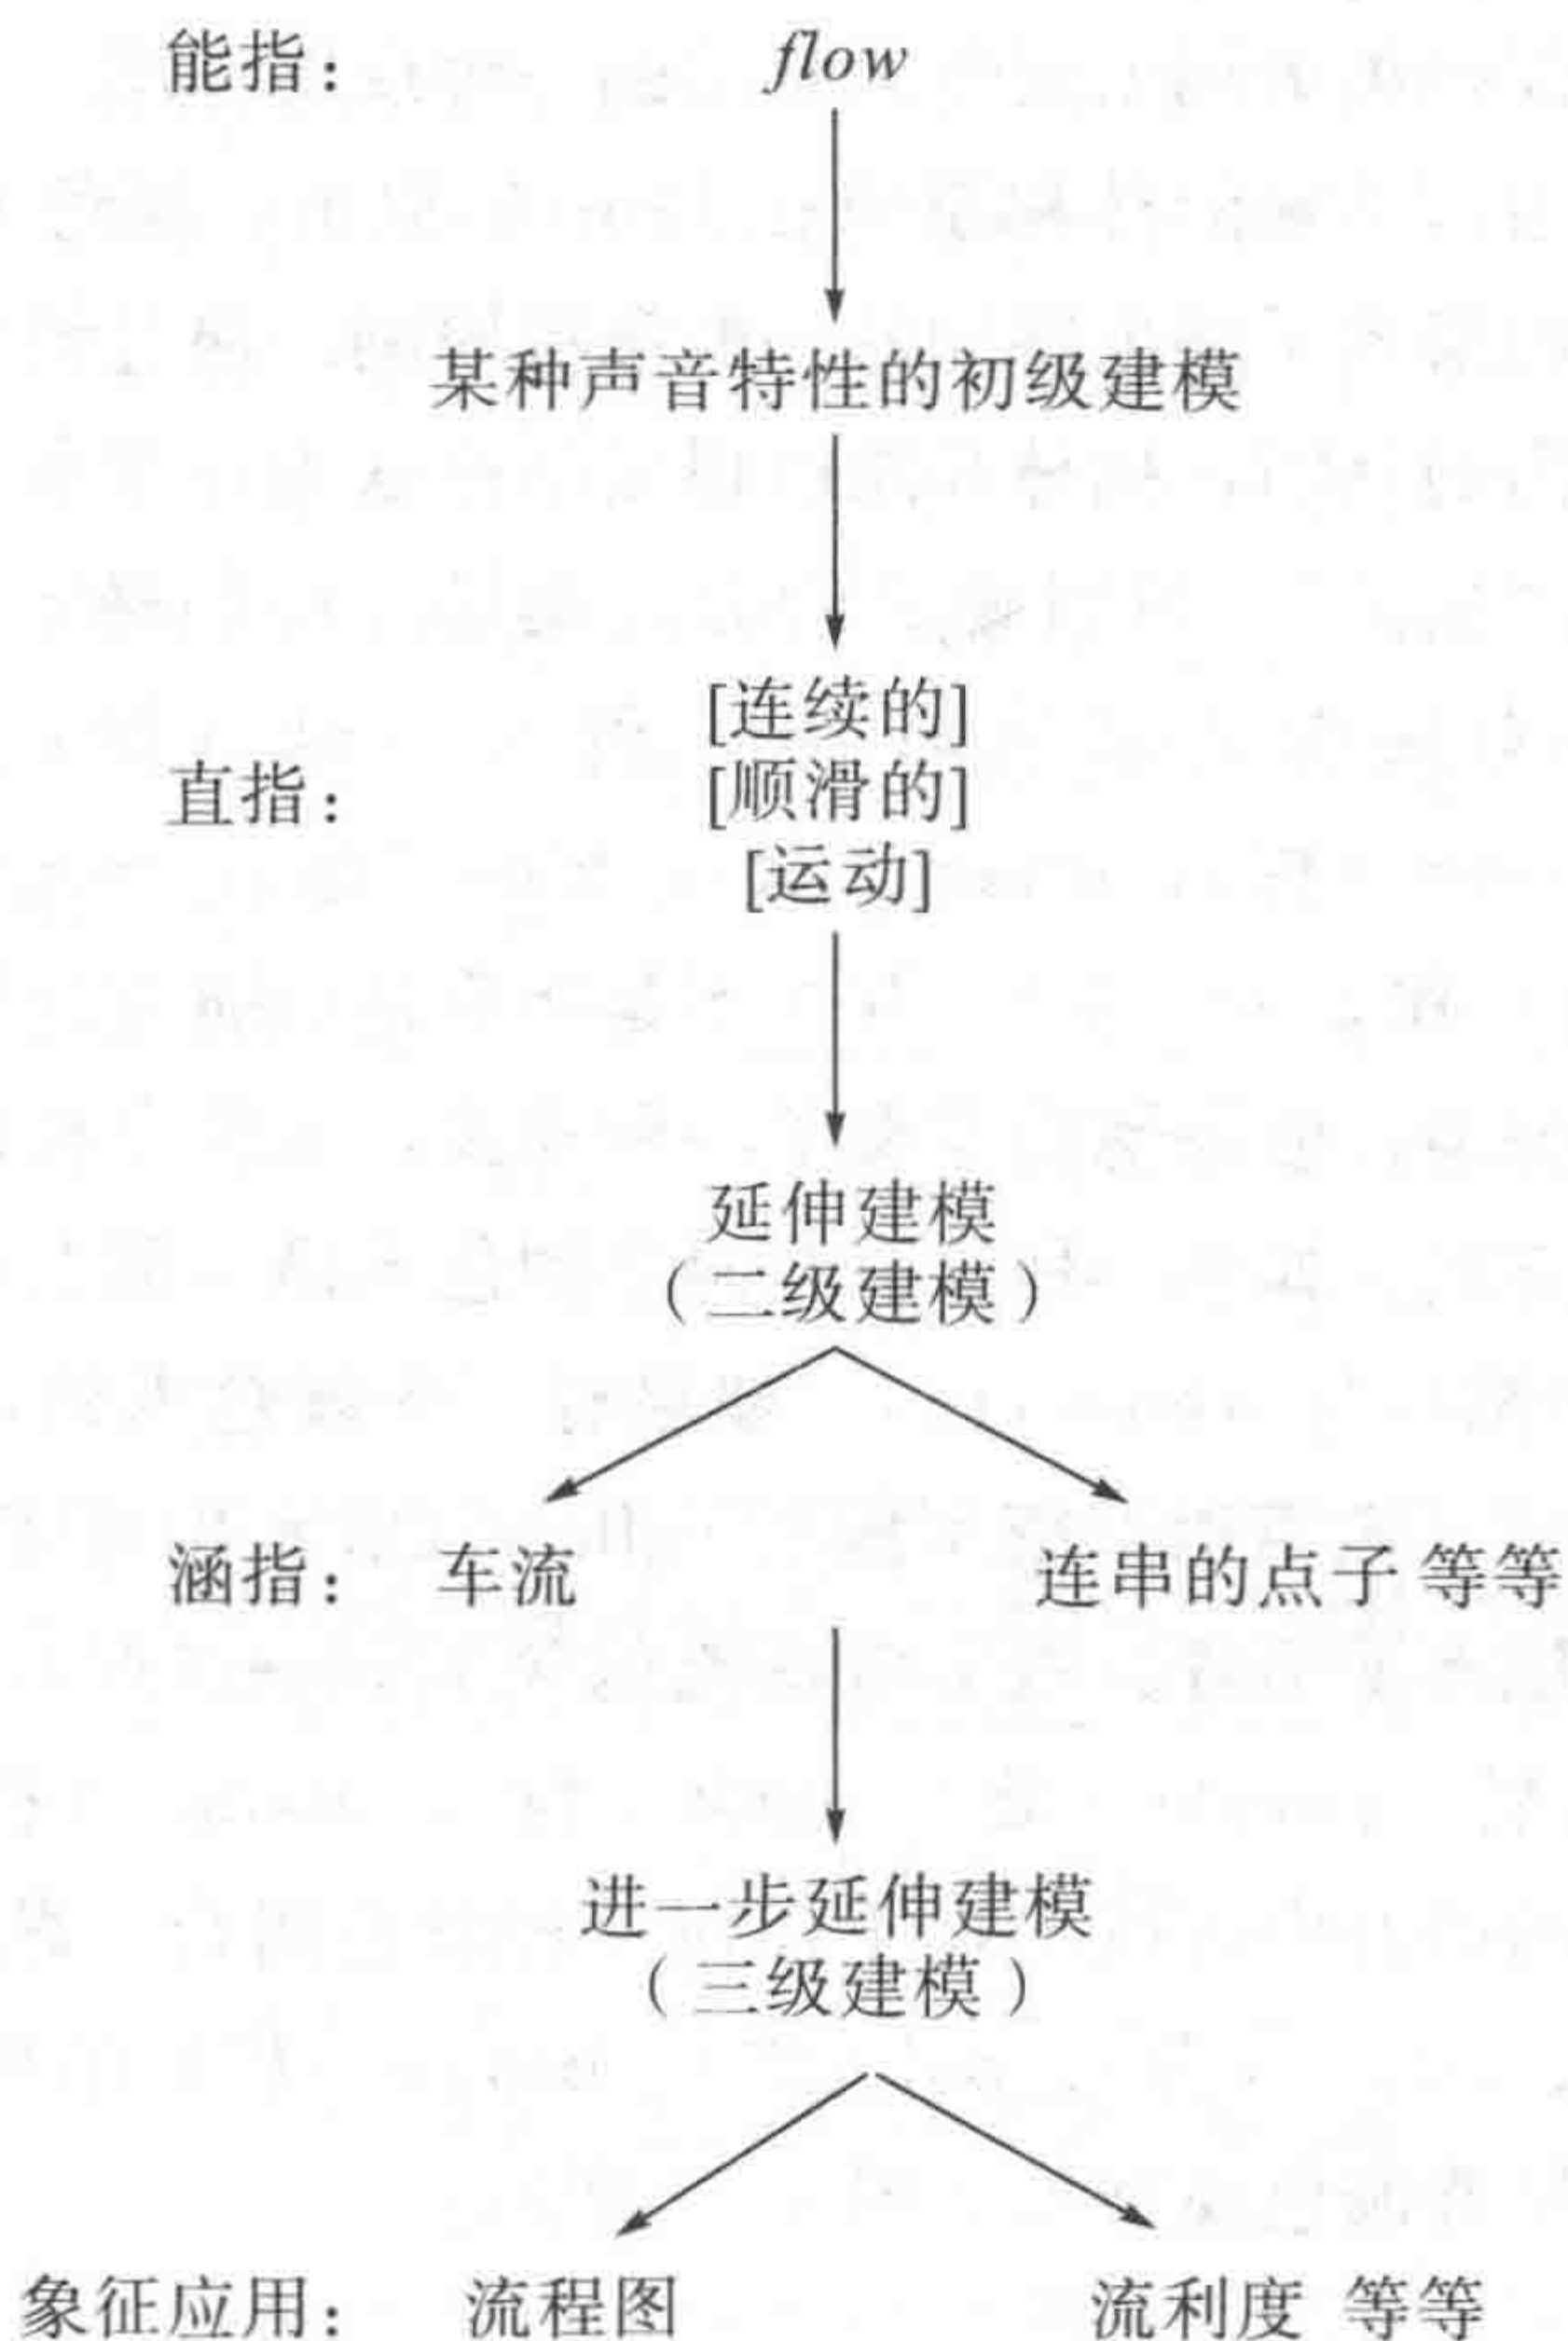 能指： flow
某种声音特性的初级建模
[连续的]
直指： [顺滑的]
[运动]
延伸建模
（二级建模）
涵指： 车流 连串的点子 等等
进一步延伸建模
（三级建模）
象征应用： 流程图 流利度 等等